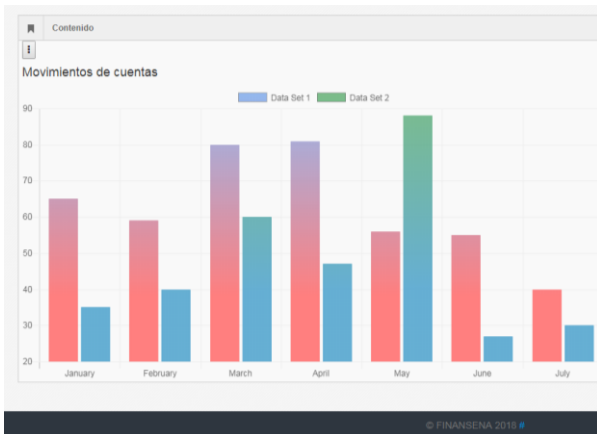 Contenido
Movimientos de cuentas
Data Set 1 Data Set 2
90
80
70
60
50
40
30
20
January February March April May June July
© FINANSENA 2018 #